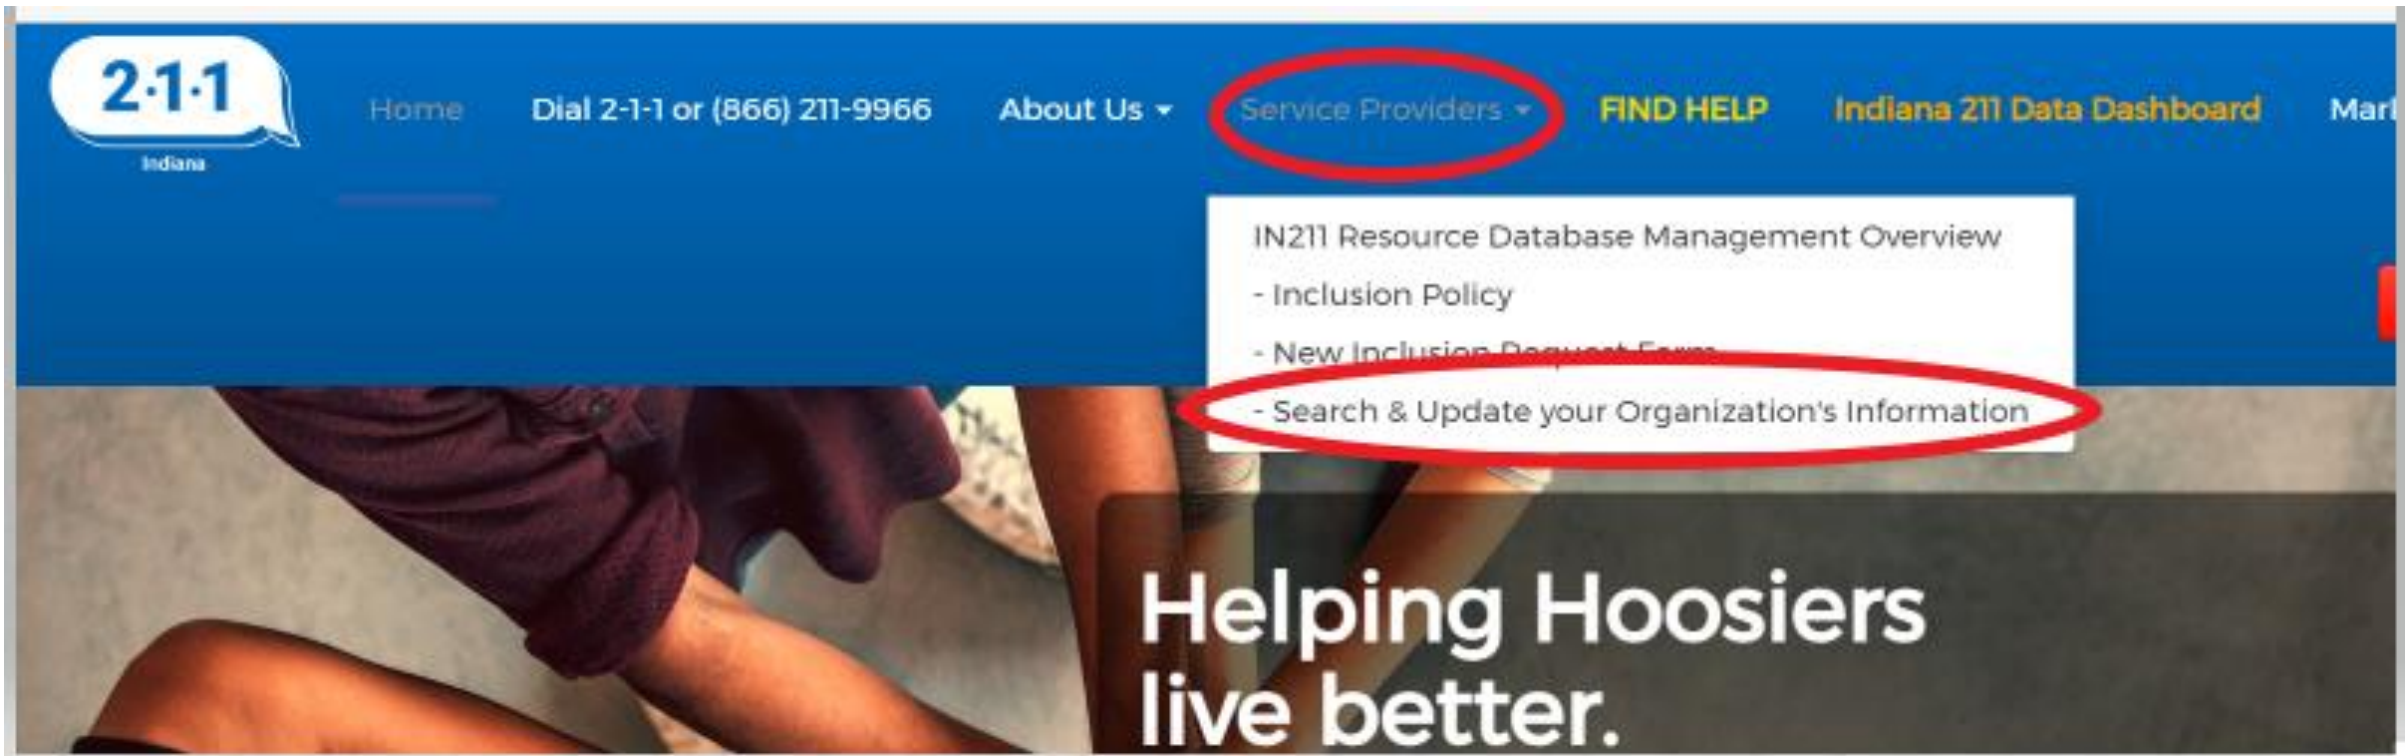 2·1·1
Indiana
Home
Dial 2-1-1 or (866) 211-9966
About Us
Service Providers
FIND HELP
Indiana 211 Data Dashboard
IN211 Resource Database Management Overview
- Inclusion Policy
- New Inclusion Request Form
- Search & Update your Organization's Information
Helping Hoosiers
live better.